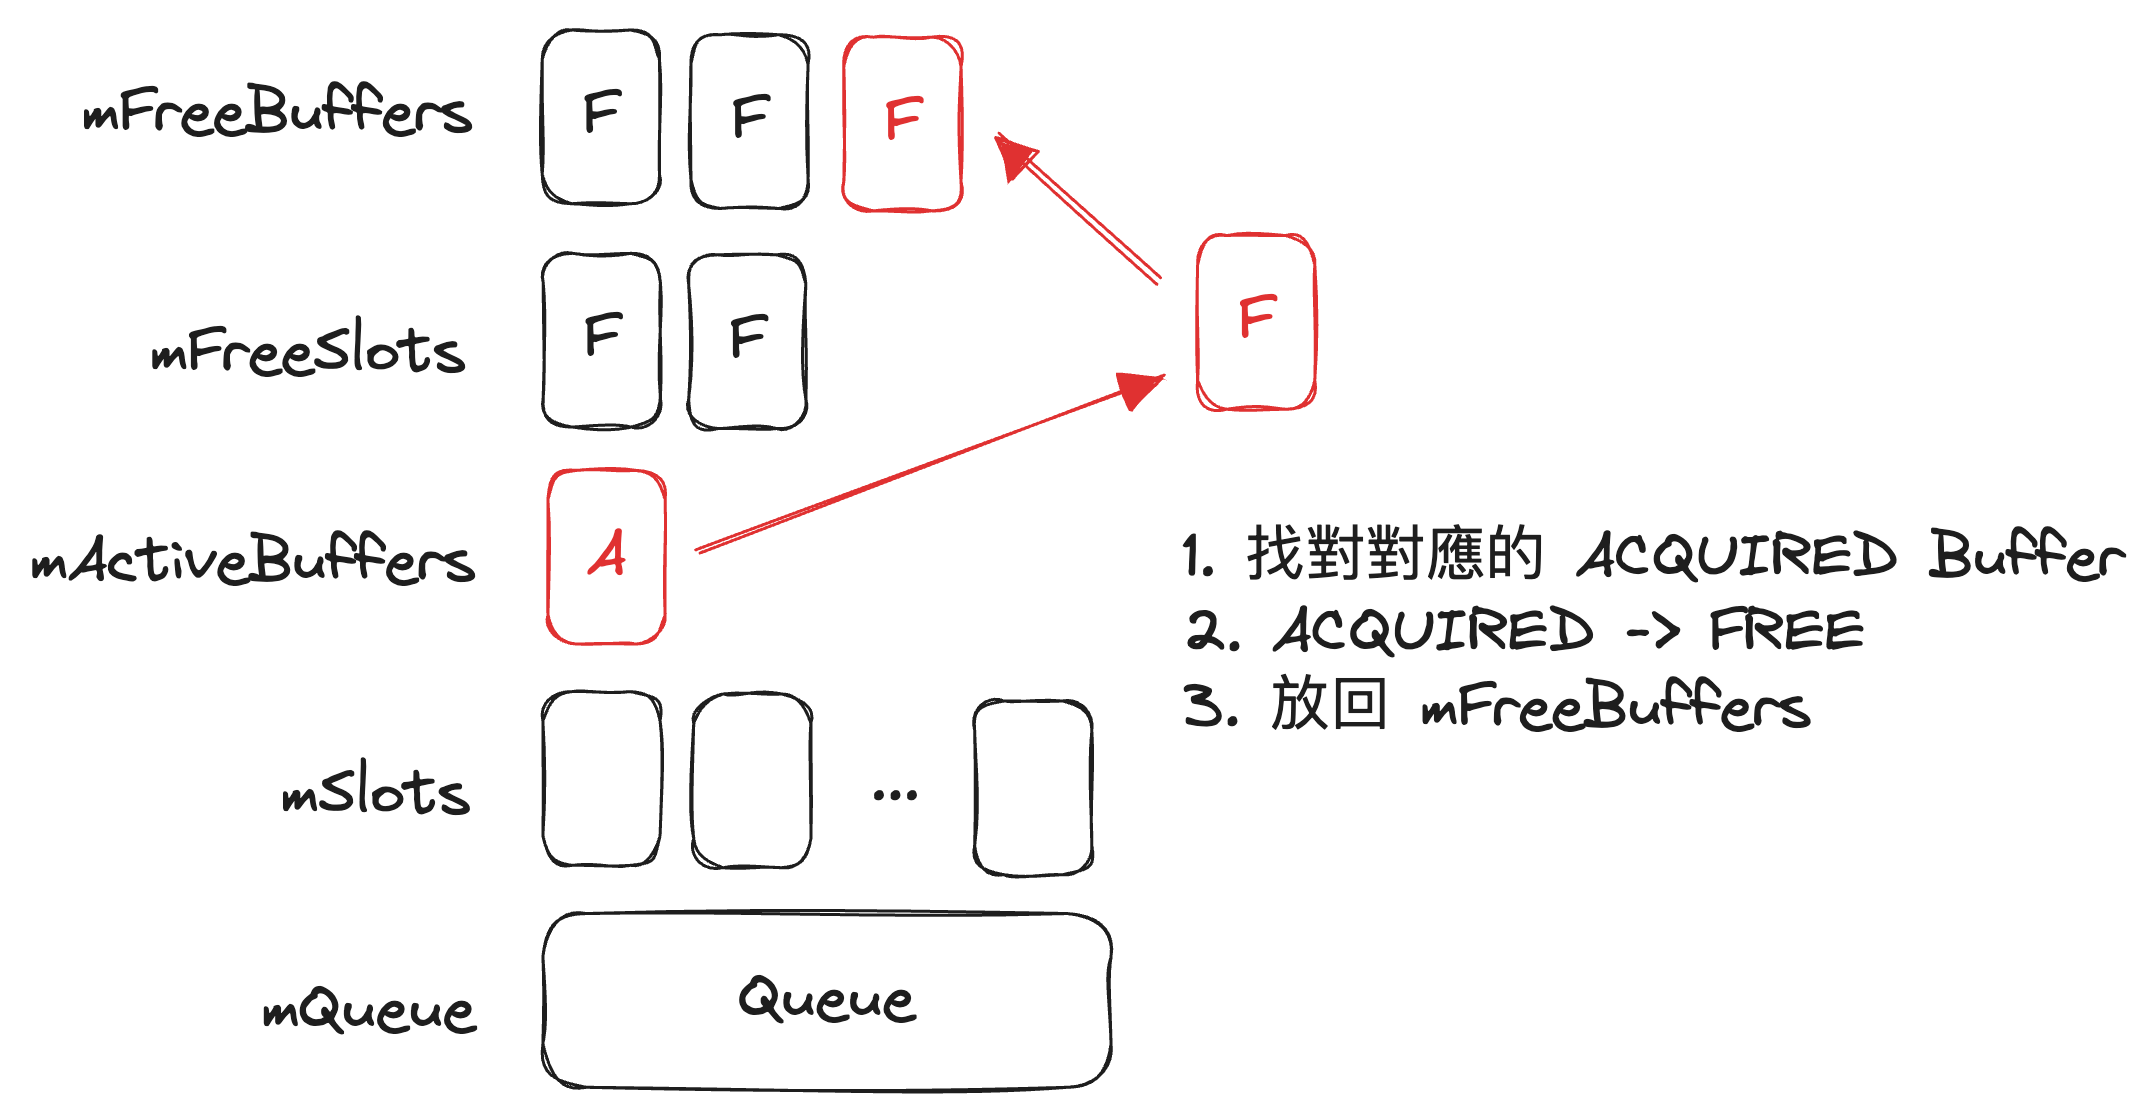 mFreeBuffers F F F
mFreeSlots F F F
mActiveBuffers A
1. 找對對應的 ACQUIRED Buffer
2. ACQUIRED -> FREE
3. 放回 mFreeBuffers
mSlots ...
mQueue Queue